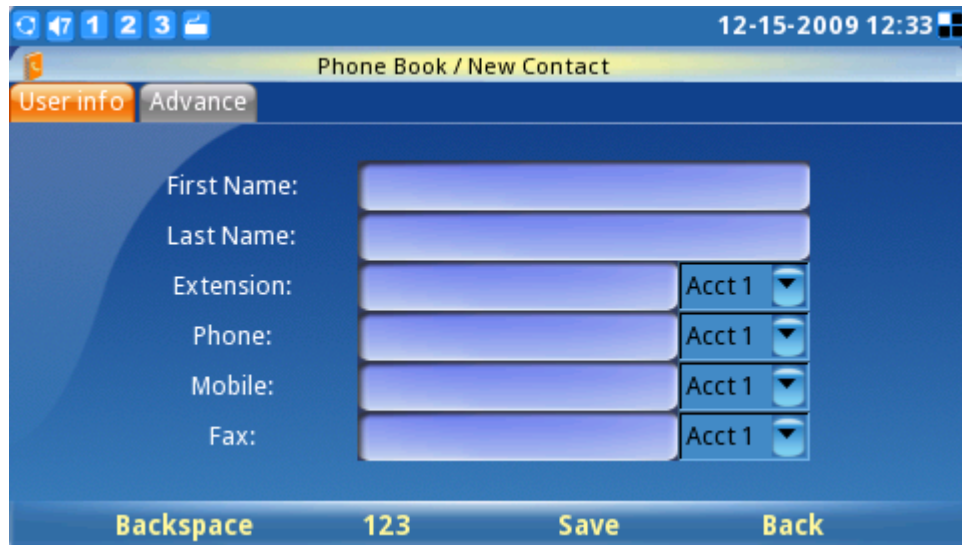 7 1 2 3 12-15-2009 12:33
Phone Book / New Contact
User info Advance
First Name:
Last Name:
Extension: Acct 1
Phone: Acct 1
Mobile: Acct 1
Fax: Acct 1
Backspace 123 Save Back